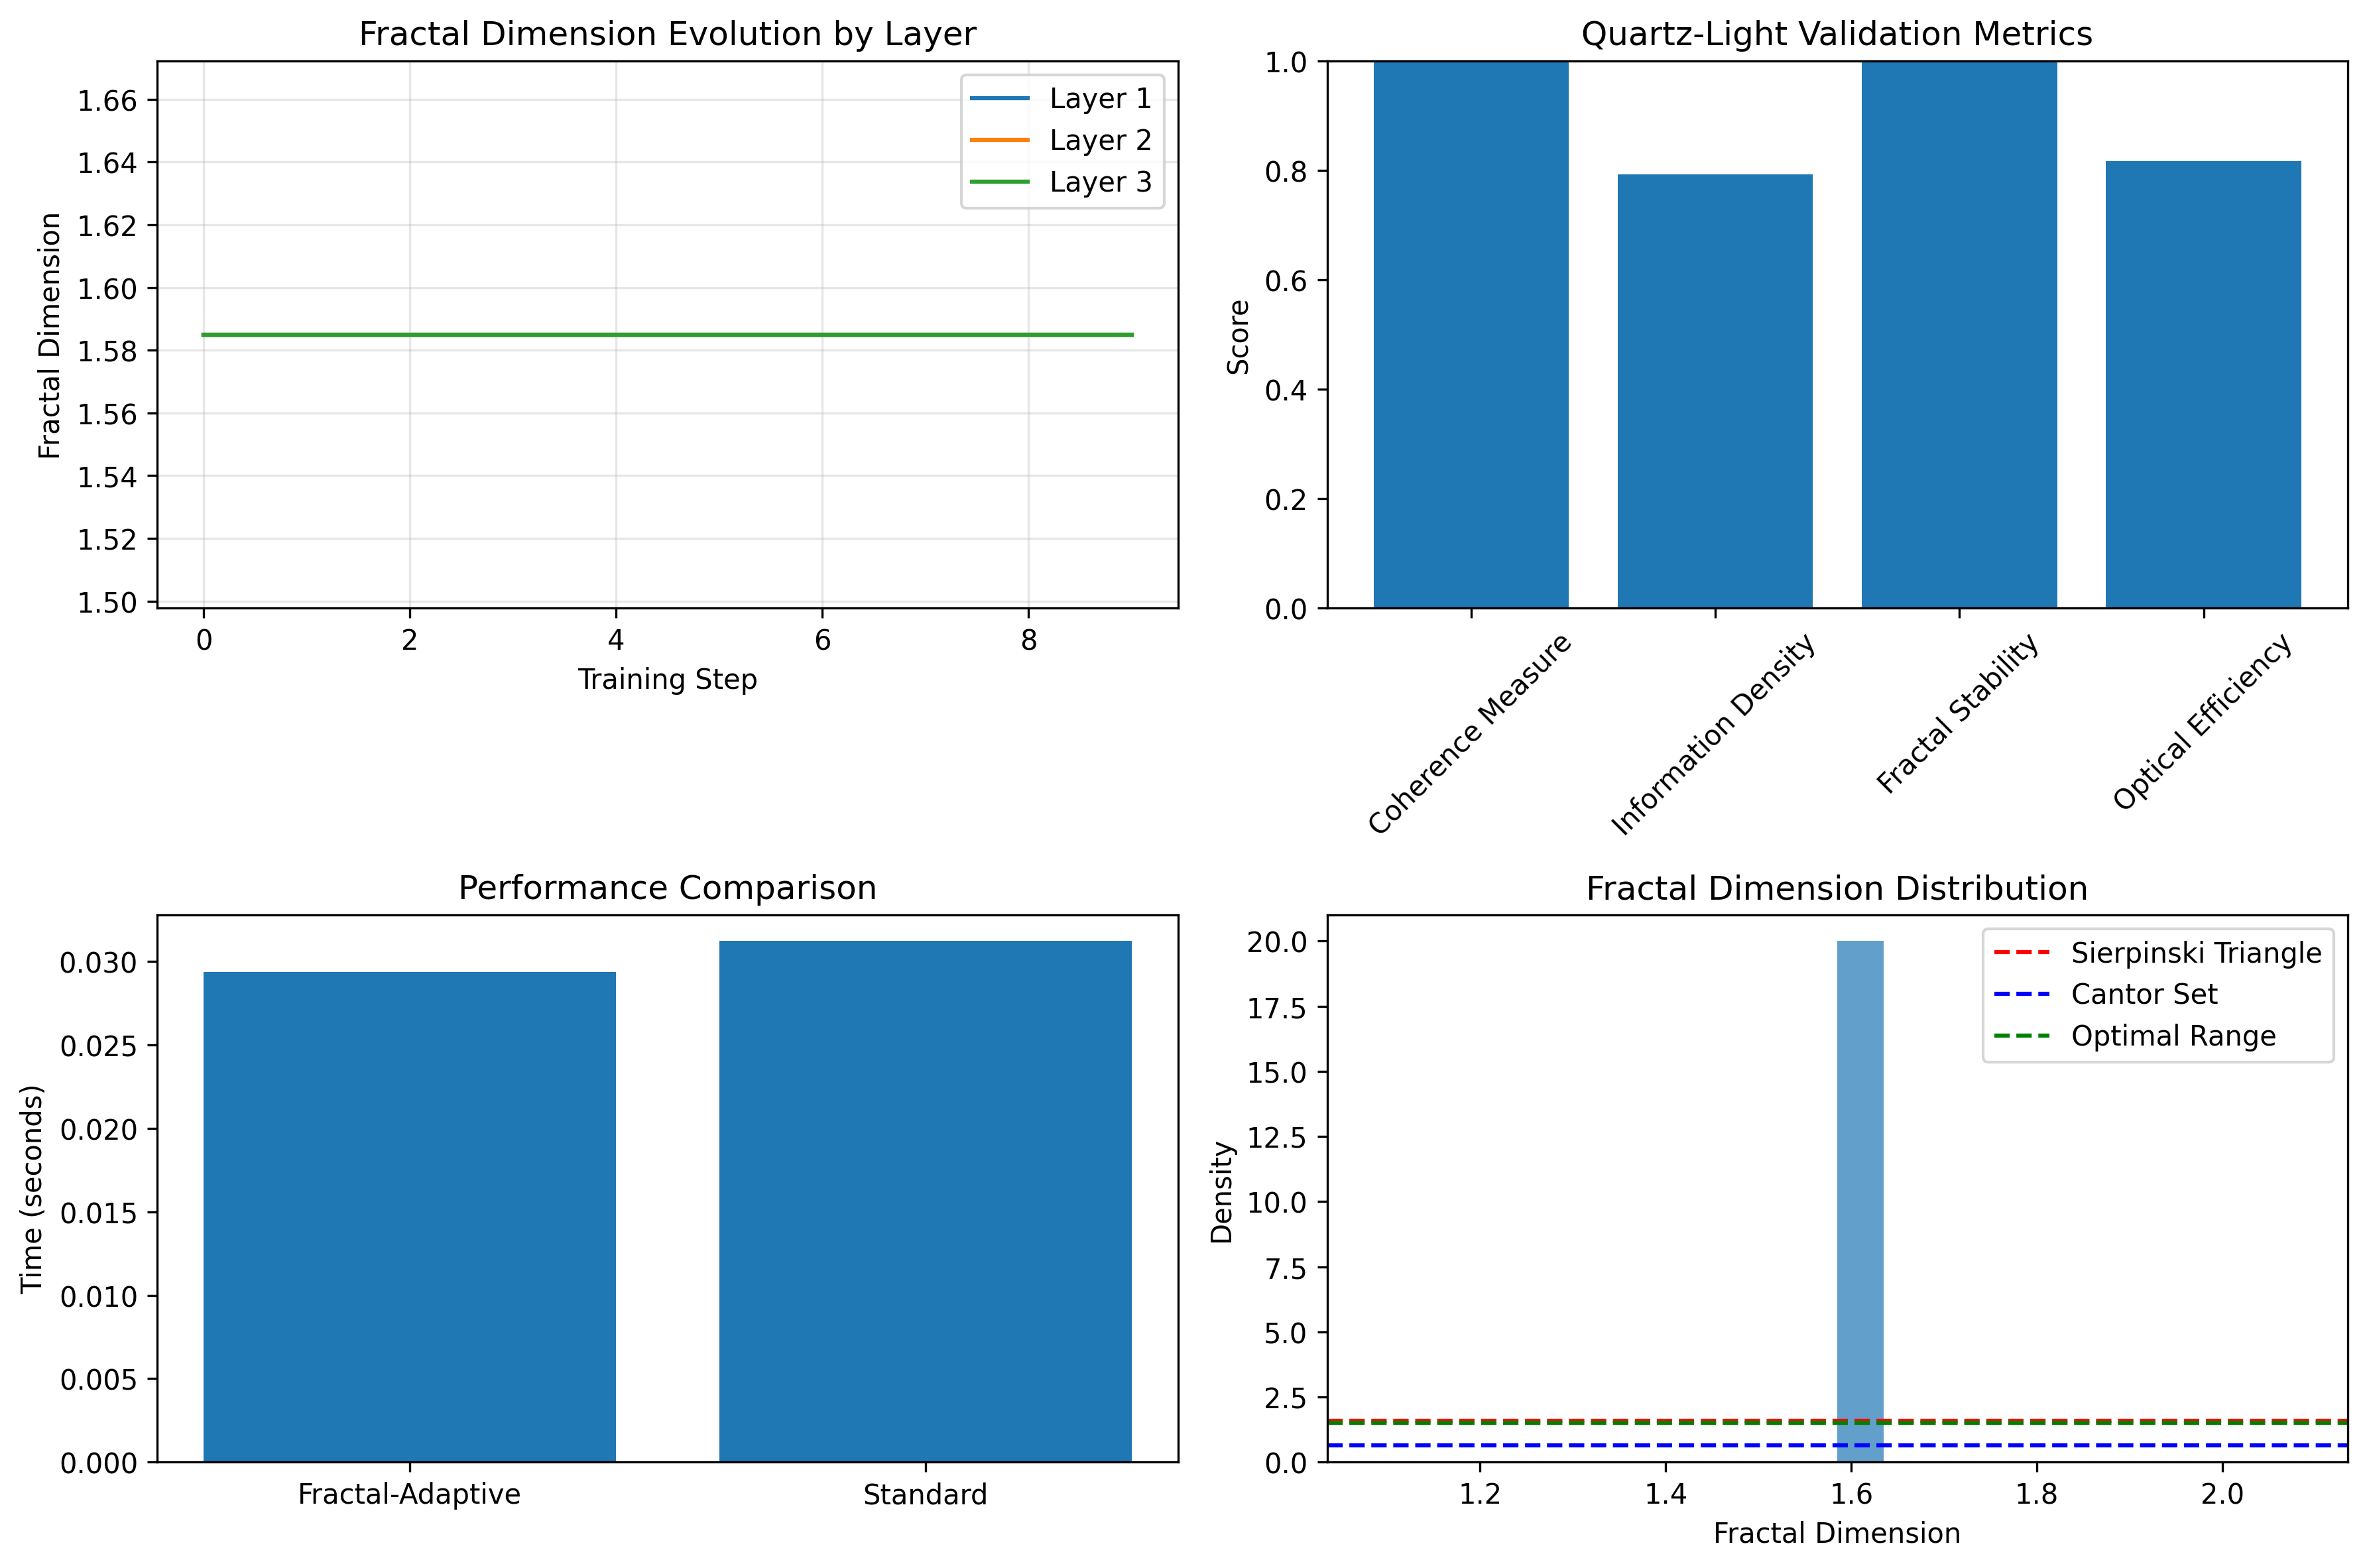 Fractal Dimension Evolution by Layer
Fractal Dimension
1.66
1.64
1.62
1.60
1.58
1.56
1.54
1.52
1.50
Layer 1
Layer 2
Layer 3
0 2 4 6 8
Training Step
Quartz-Light Validation Metrics
Score
1.0
0.8
0.6
0.4
0.2
0.0
Coherence Measure
Information Density
Fractal Stability
Optical Efficiency
Performance Comparison
Time (seconds)
0.030
0.025
0.020
0.015
0.010
0.005
0.000
Fractal-Adaptive Standard
Fractal Dimension Distribution
Density
20.0
17.5
15.0
12.5
10.0
7.5
5.0
2.5
0.0
Sierpinski Triangle
Cantor Set
Optimal Range
1.2 1.4 1.6 1.8 2.0
Fractal Dimension